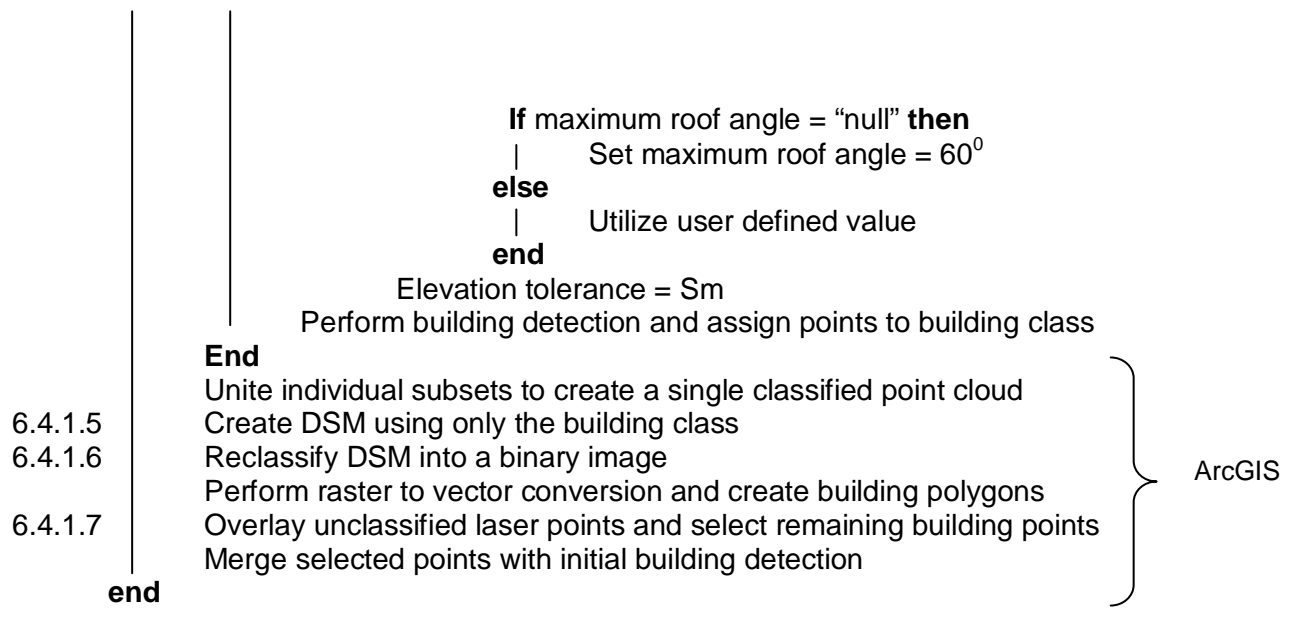 If maximum roof angle = “null” then
| Set maximum roof angle = 60⁰
else
| Utilize user defined value
end
Elevation tolerance = Sm
Perform building detection and assign points to building class
End
Unite individual subsets to create a single classified point cloud
6.4.1.5 Create DSM using only the building class
6.4.1.6 Reclassify DSM into a binary image
ArcGIS
Perform raster to vector conversion and create building polygons
6.4.1.7 Overlay unclassified laser points and select remaining building points
Merge selected points with initial building detection
end